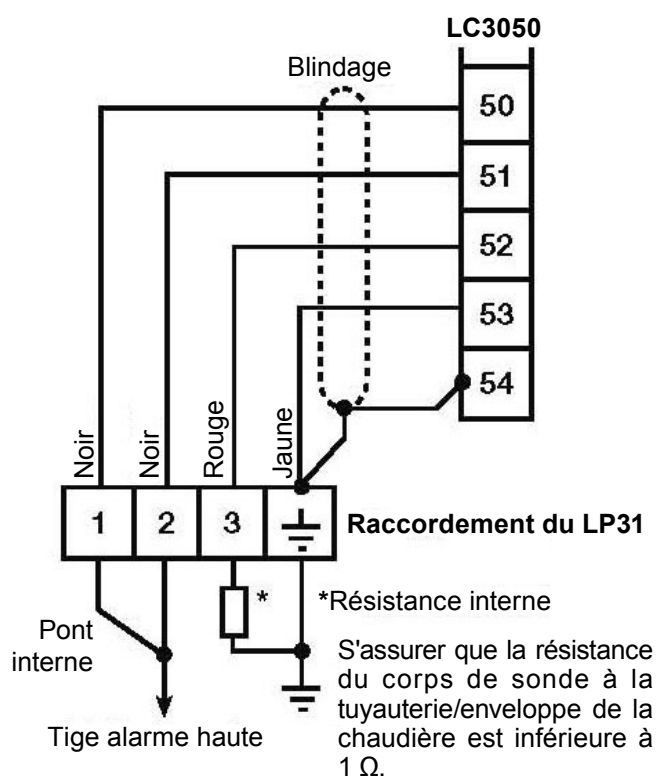 LC3050
Blindage
50
51
52
53
54
Noir
Noir
Rouge
Jaune
1
2
3
Raccordement du LP31
*
*Résistance interne
Pont
interne
S'assurer que la résistance
du corps de sonde à la
tuyauterie/enveloppe de la
chaudière est inférieure à
1 Ω.
Tige alarme haute